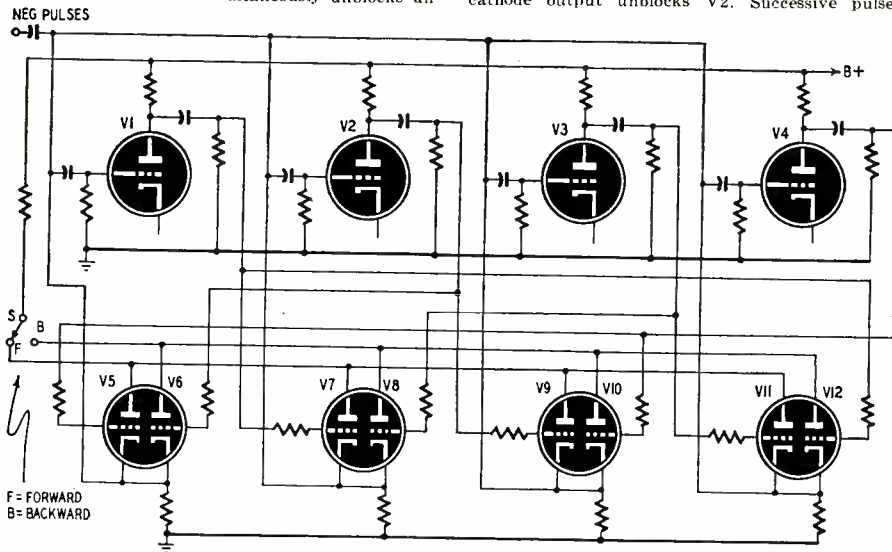 cathode output unblocks V2. Successive pulse
NEG PULSES
B+
V1
V2
V3
V4
S
B
F
V5 V6
V7 V8
V9 V10
V11 V12
F = FORWARD
B = BACKWARD